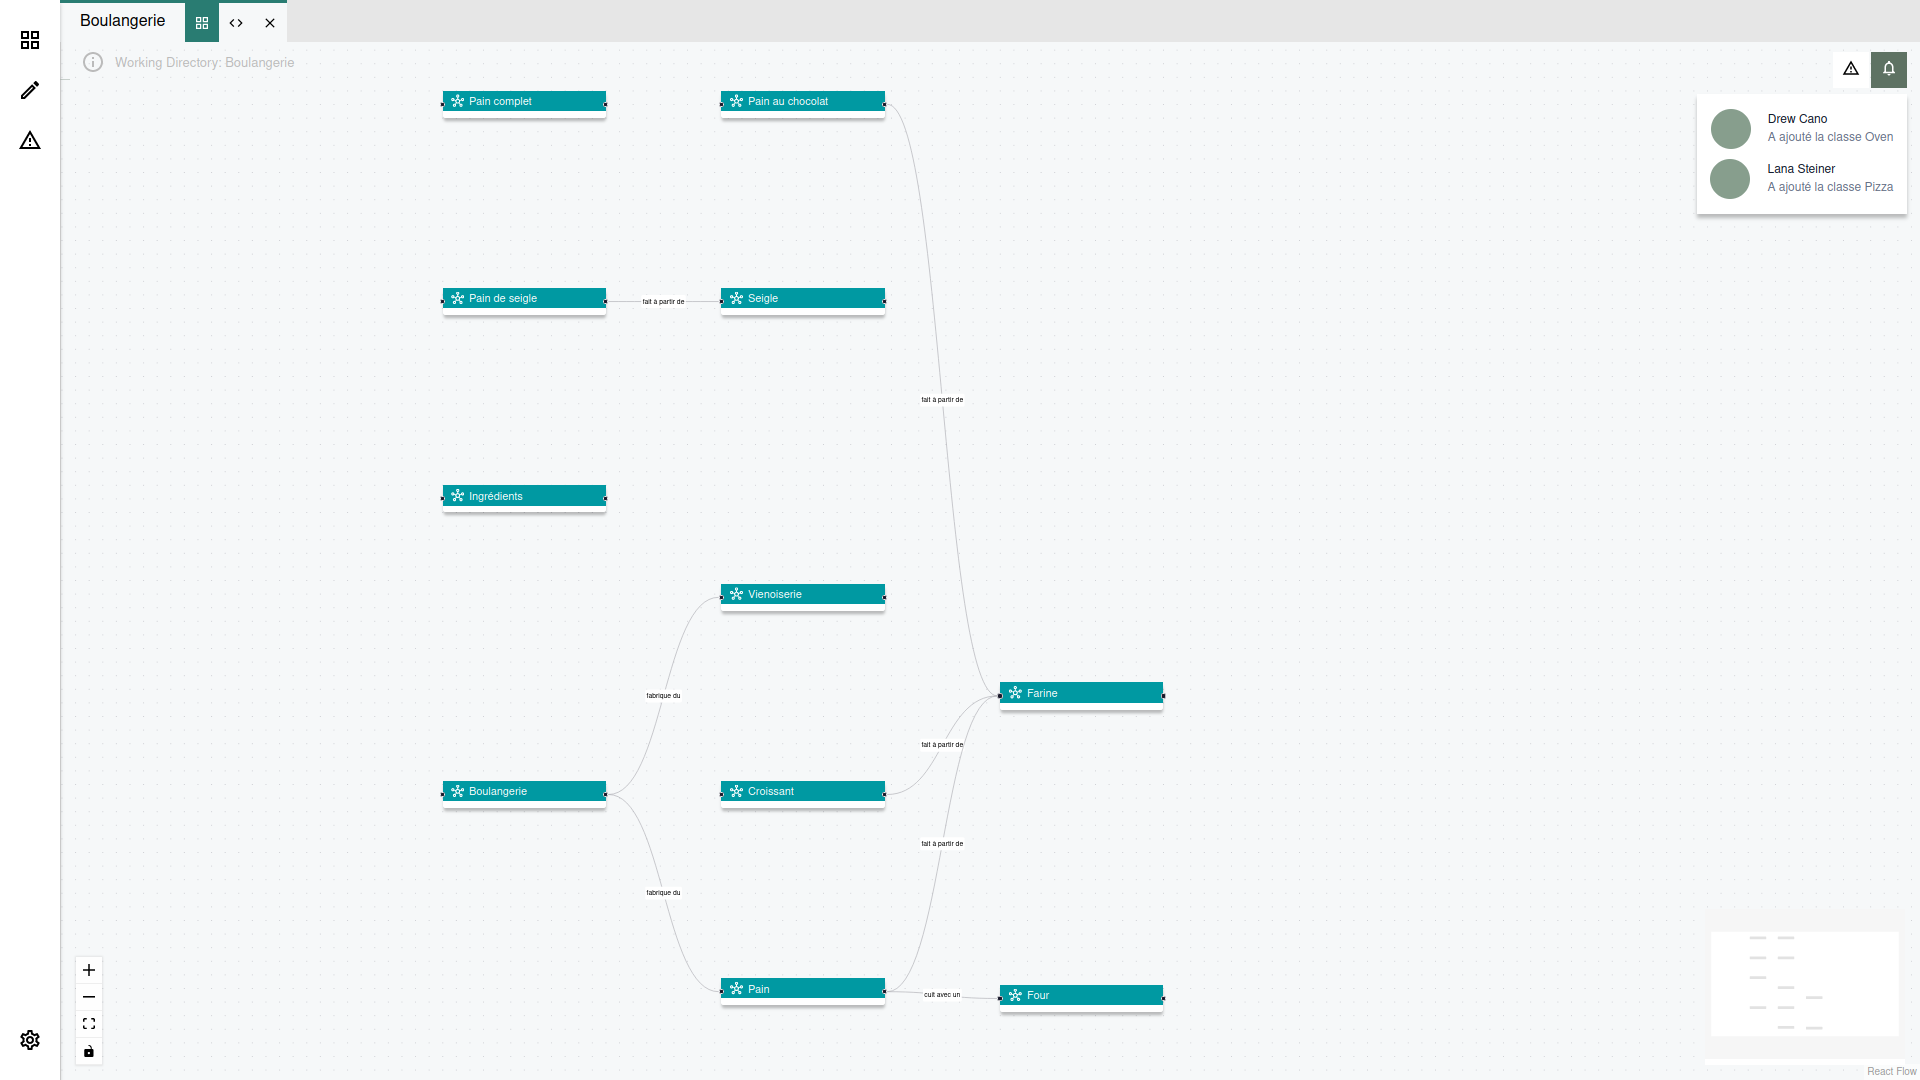 Boulangerie
Working Directory: Boulangerie
Drew Cano
A ajouté la classe Oven
Lana Steiner
A ajouté la classe Pizza
Pain complet
Pain au chocolat
Pain de seigle
fait à partir de
Seigle
fait à partir de
Ingrédients
Vienoiserie
fabrique du
Farine
fait à partir de
Boulangerie
Croissant
fait à partir de
fabrique du
Pain
cuit avec un
Four
React Flow